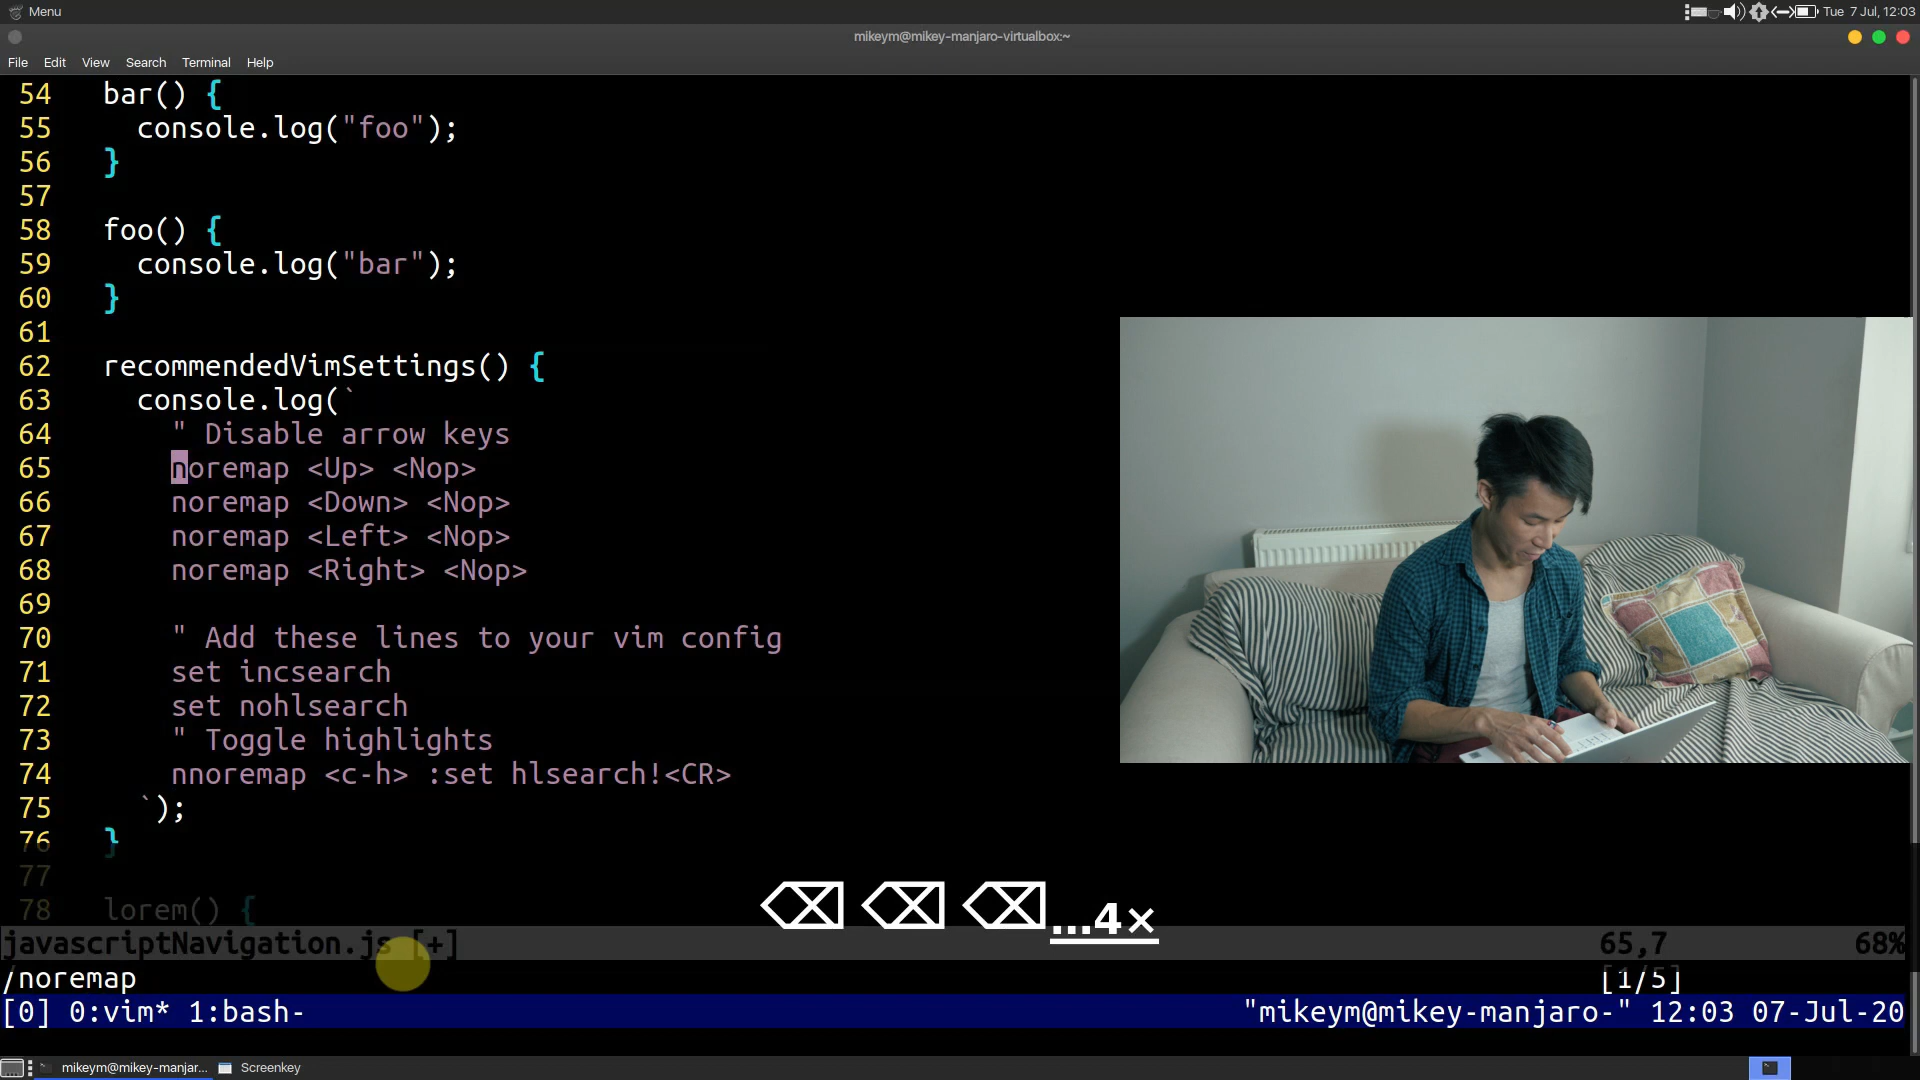 Menu
Tue 7 Jul, 12:03
mikeym@mikey-manjaro-virtualbox:~
File Edit View Search Terminal Help
54 bar() {
55 console.log("foo");
56 }
57
58 foo() {
59 console.log("bar");
60 }
61
62 recommendedVimSettings() {
63 console.log(`
64 " Disable arrow keys
65 noremap <Up> <Nop>
66 noremap <Down> <Nop>
67 noremap <Left> <Nop>
68 noremap <Right> <Nop>
69
70 " Add these lines to your vim config
71 set incsearch
72 set nohlsearch
73 " Toggle highlights
74 nnoremap <c-h> :set hlsearch!<CR>
75 `);
76 }
77
78 lorem() {
...4×
javascriptNavigation.js [+] 65,7 68%
/noremap [1/5]
[0] 0:vim* 1:bash- "mikeym@mikey-manjaro-" 12:03 07-Jul-20
mikeym@mikey-manjar... Screenkey